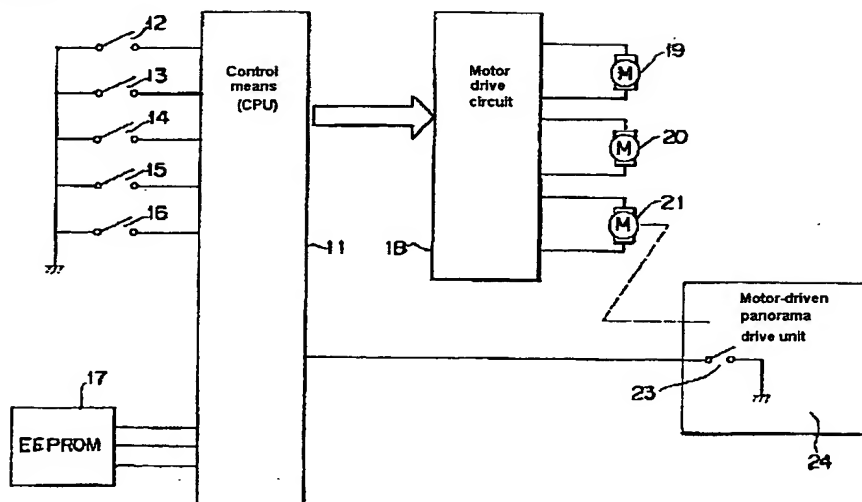 12
13
14
15
16
Control
means
(CPU)
11
Motor
drive
circuit
18
M
19
M
20
M
21
Motor-driven
panorama
drive unit
23
24
17
EEPROM